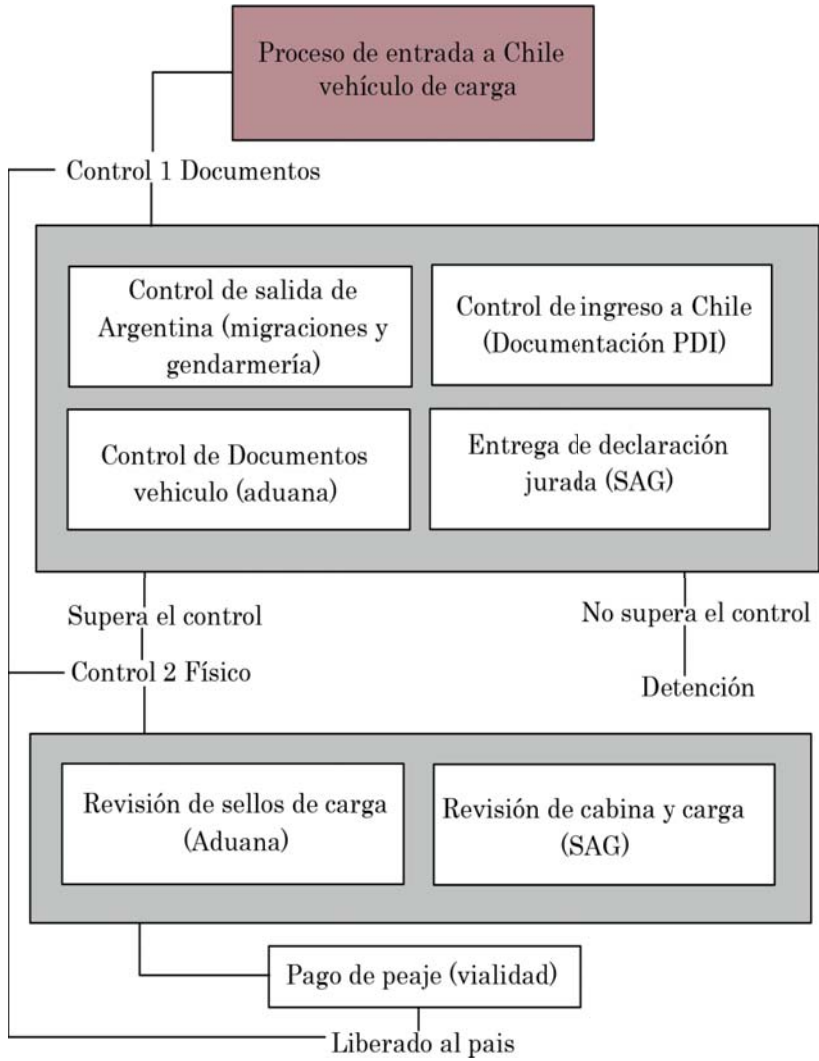 Proceso de entrada a Chile
vehículo de carga
Control 1 Documentos
Control de salida de
Argentina (migraciones y
gendarmería)
Control de ingreso a Chile
(Documentación PDI)
Control de Documentos
vehiculo (aduana)
Entrega de declaración
jurada (SAG)
Supera el control
No supera el control
Control 2 Físico
Detención
Revisión de sellos de carga
(Aduana)
Revisión de cabina y carga
(SAG)
Pago de peaje (vialidad)
Liberado al pais